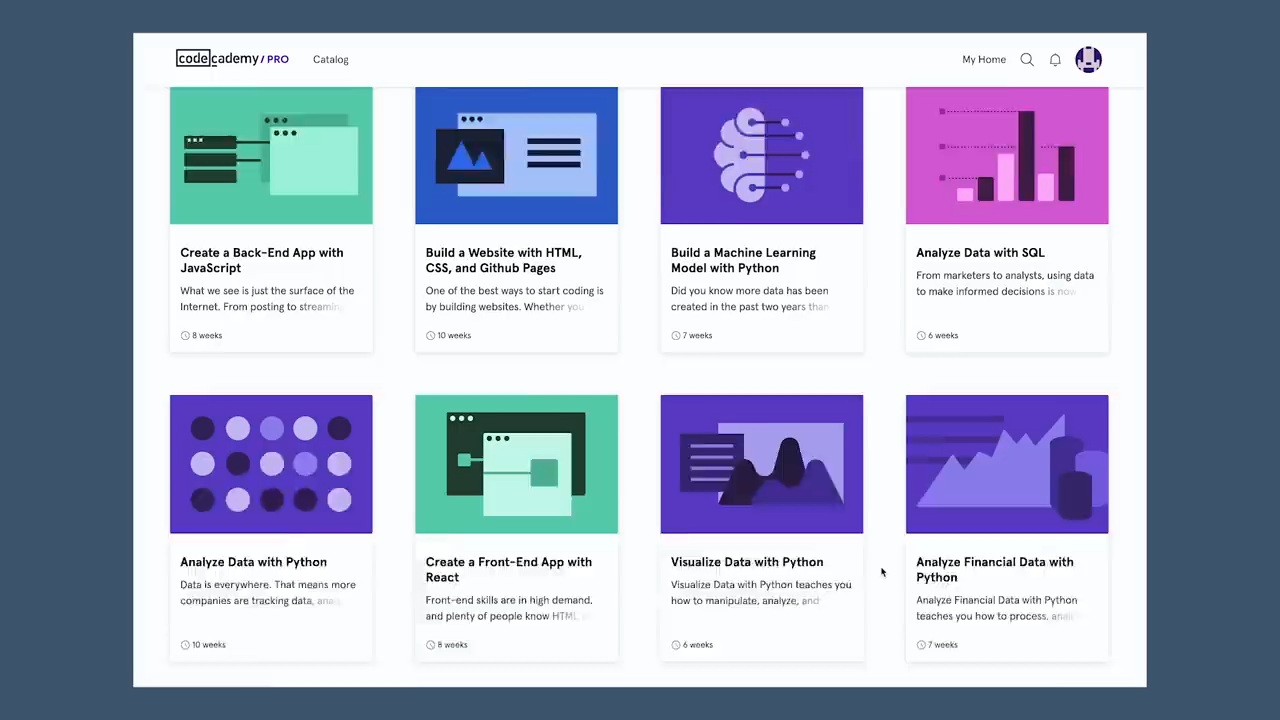 codecademy/PRO
Catalog
My Home
Create a Back-End App with
JavaScript
What we see is just the surface of the
Internet. From posting to streamin
8 weeks
Build a Website with HTML,
CSS, and Github Pages
One of the best ways to start coding is
by building websites. Whether you
10 weeks
Build a Machine Learning
Model with Python
Did you know more data has been
created in the past two years than
7 weeks
Analyze Data with SQL
From marketers to analysts, using data
to make informed decisions is now
6 weeks
Analyze Data with Python
Data is everywhere. That means more
companies are tracking data,
10 weeks
Create a Front-End App with
React
Front-end skills are in high demand,
and plenty of people know HTML,
8 weeks
Visualize Data with Python
Visualize Data with Python teaches you
how to manipulate, analyze, and
6 weeks
Analyze Financial Data with
Python
Analyze Financial Data with Python
teaches you how to process,
7 weeks